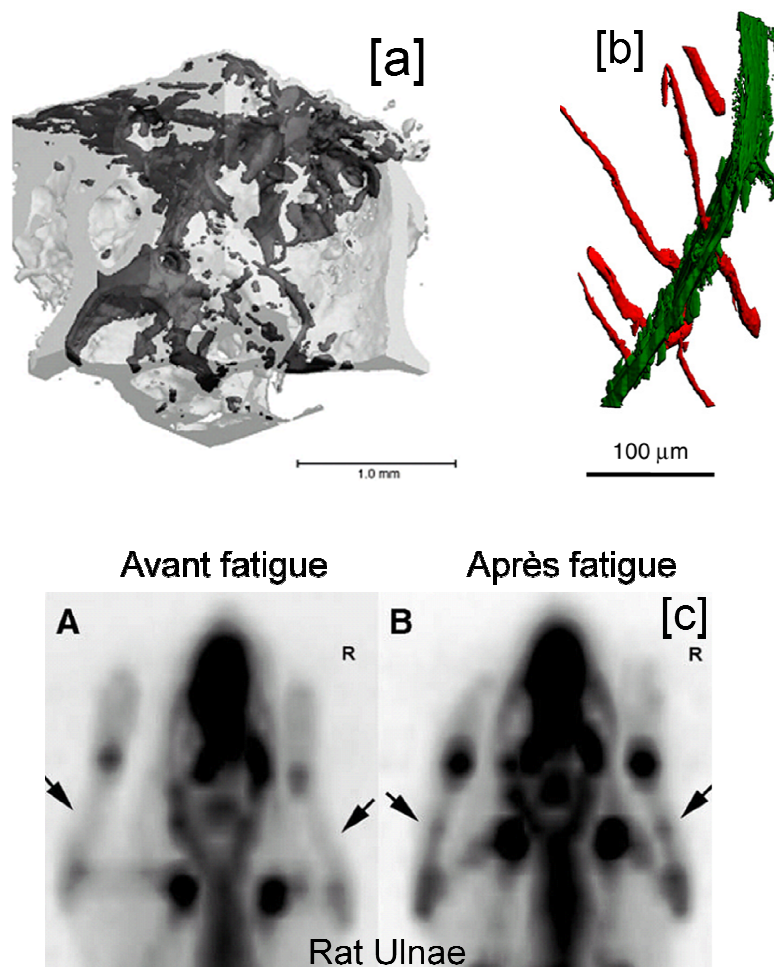 [a]
[b]
1.0 mm
100 µm
Avant fatigue
Après fatigue
A
B
[c]
R
R
Rat Ulnae